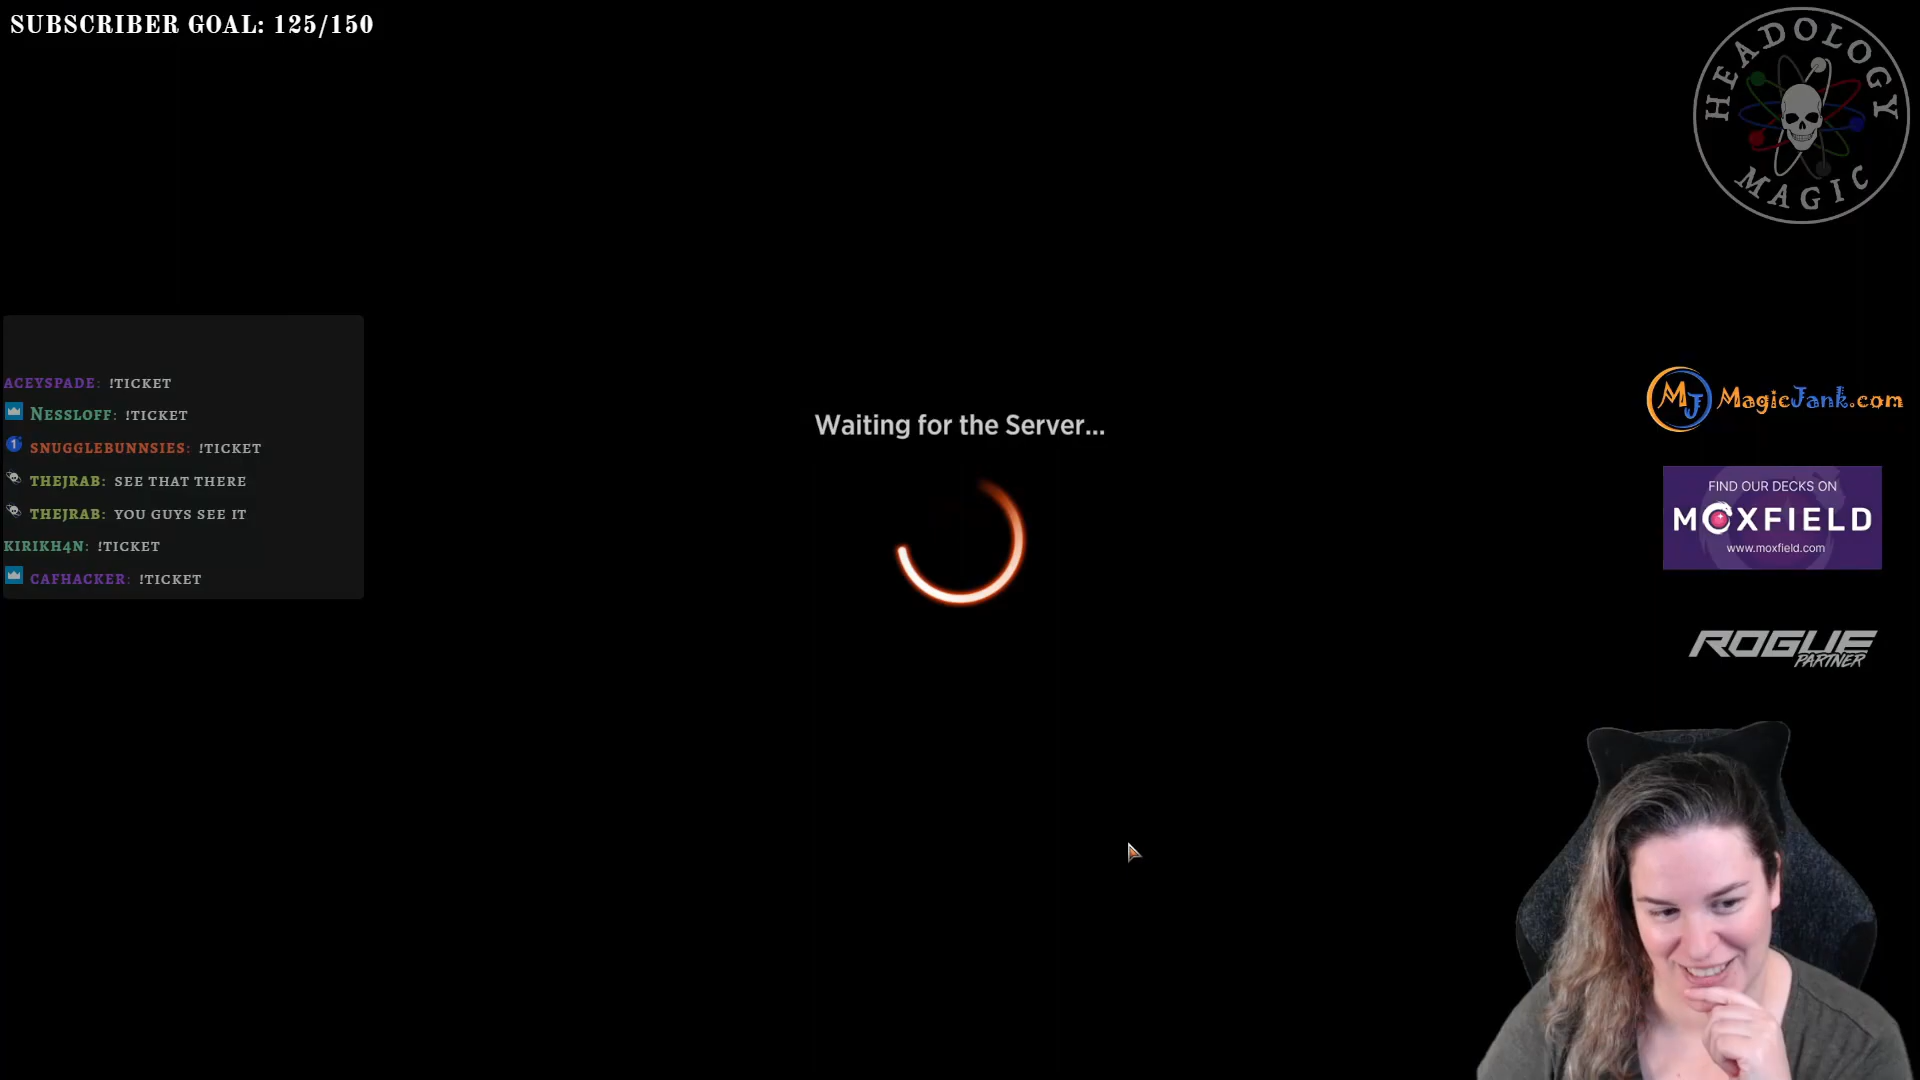 SUBSCRIBER GOAL: 125/150
HEADOLOGY
MAGIC
ACEYSPADE: !TICKET
NESSLOFF: !TICKET
1 SNUGGLEBUNNSIES: !TICKET
THEJRAB: SEE THAT THERE
THEJRAB: YOU GUYS SEE IT
KIRIKH4N: !TICKET
CAFHACKER: !TICKET
Waiting for the Server...
MJ MagicJank.com
FIND OUR DECKS ON
MOXFIELD
www.moxfield.com
ROGUE
PARTNER